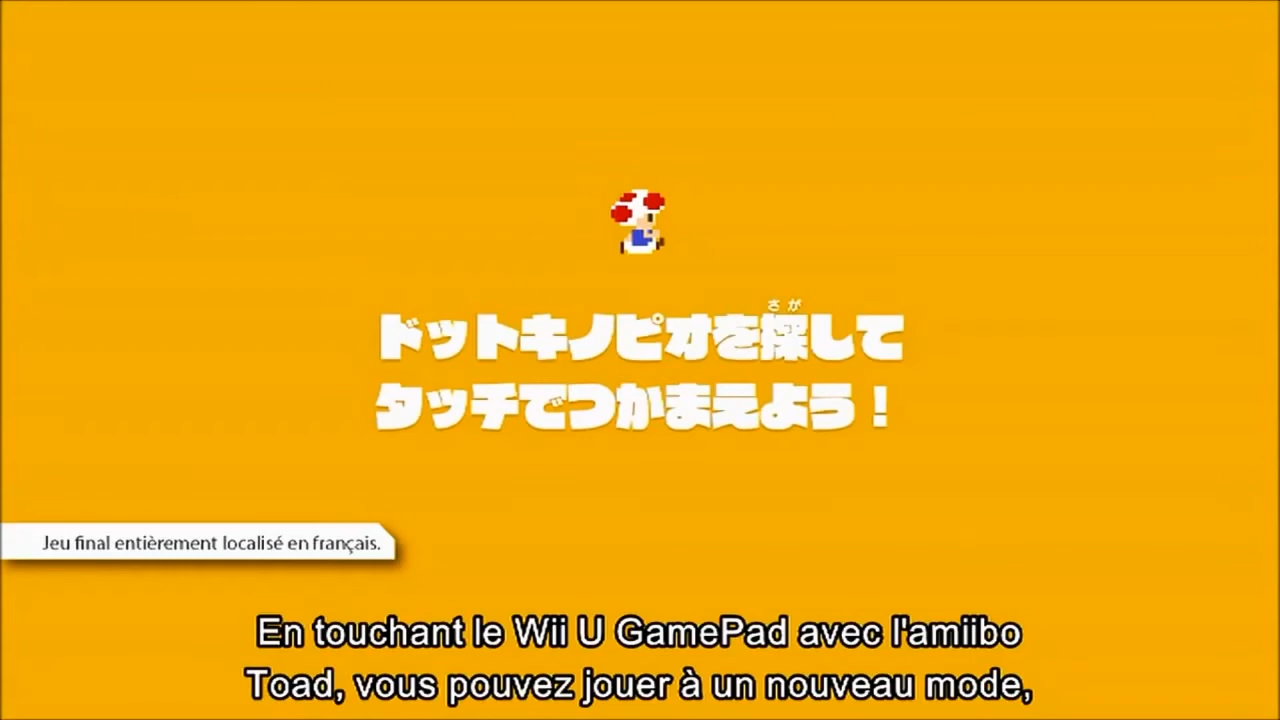 さが
ドットキノピオを探して
タッチでつかまえよう！
Jeu final entièrement localisé en français.
En touchant le Wii U GamePad avec l'amiibo
Toad, vous pouvez jouer à un nouveau mode,